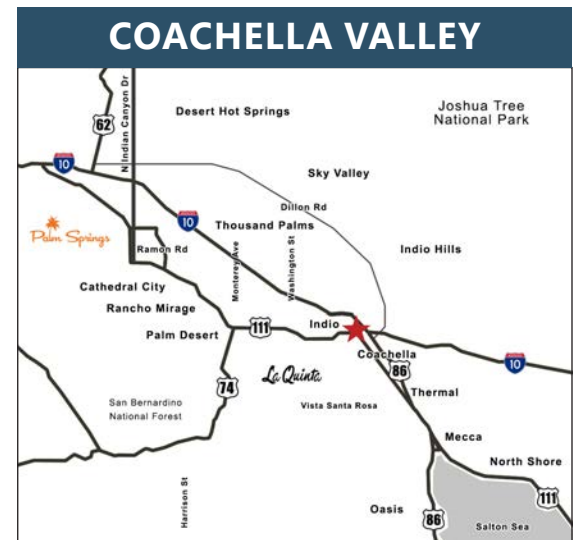 COACHELLA VALLEY
N Indian Canyon Dr
62
Desert Hot Springs
Joshua Tree
National Park
10
Sky Valley
Dillon Rd
10
Thousand Palms
Palm Springs
Ramon Rd
Monterey Ave
Washington St
Indio Hills
Cathedral City
Rancho Mirage
Palm Desert
111
Indio
Coachella
86
10
74
La Quinta
Thermal
San Bernardino
National Forest
Vista Santa Rosa
Mecca
North Shore
Harrison St
Oasis
86
111
Salton Sea